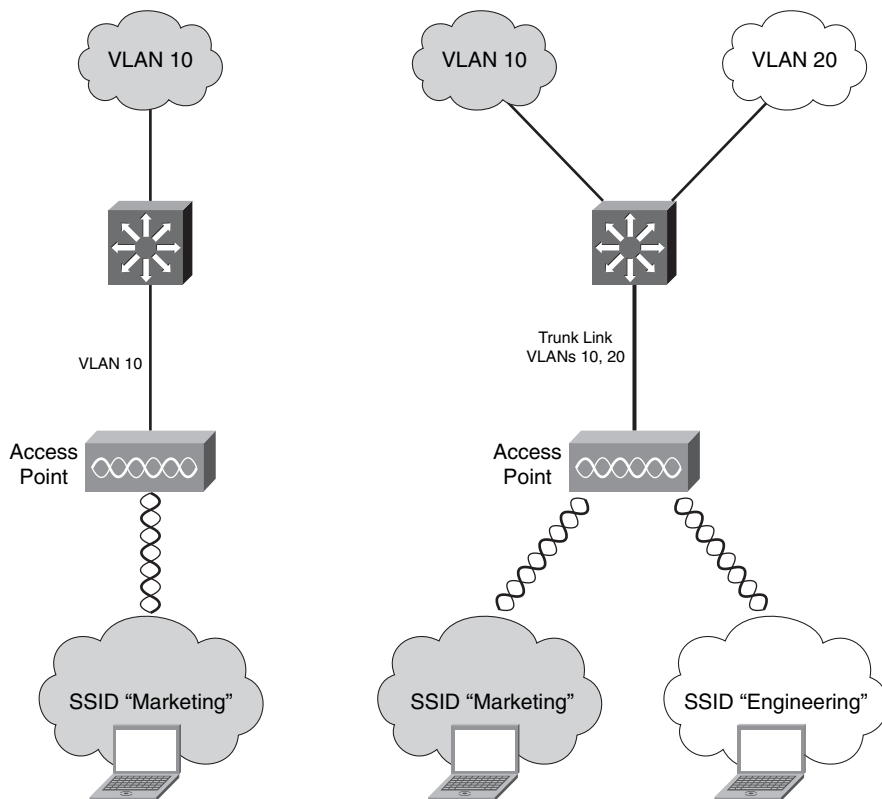 VLAN 10
VLAN 10
Access
Point
SSID “Marketing”
VLAN 10
VLAN 20
Trunk Link
VLANs 10, 20
Access
Point
SSID “Marketing”
SSID “Engineering”